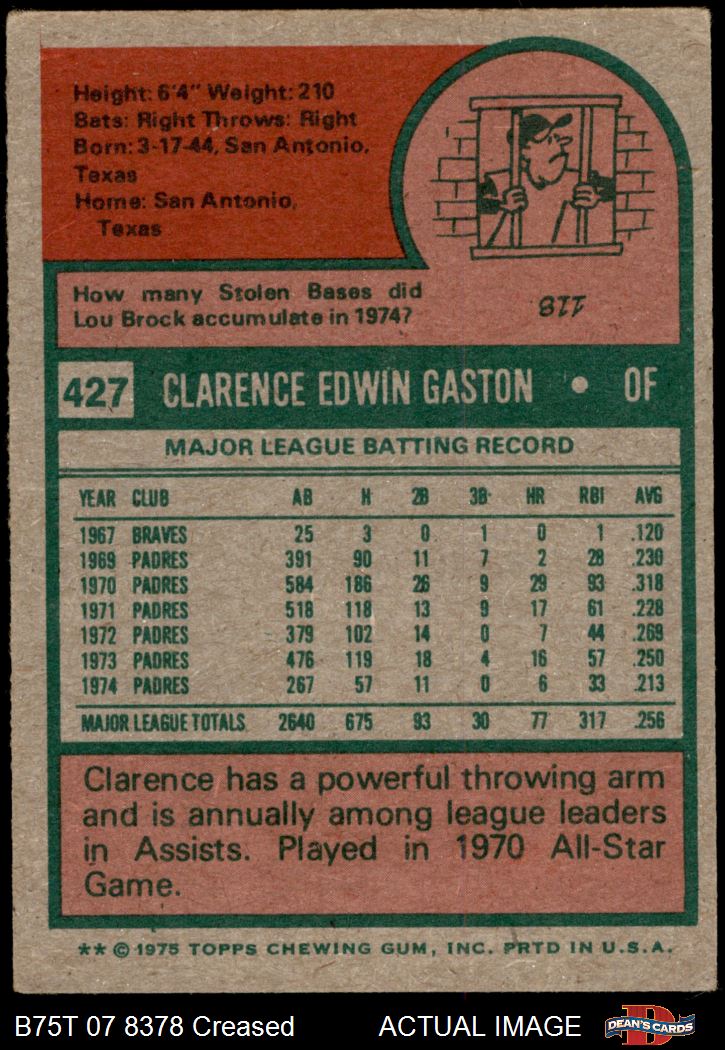 Height: 6'4" Weight: 210
Bats: Right Throws: Right
Born: 3-17-44, San Antonio,
Texas
Home: San Antonio,
Texas
How many Stolen Bases did
Lou Brock accumulate in 1974?
118
427 CLARENCE EDWIN GASTON • OF
MAJOR LEAGUE BATTING RECORD
YEAR CLUB AB H 2B 3B HR RBI AVG
1967 BRAVES 25 3 0 1 0 1 .120
1969 PADRES 391 90 11 7 2 28 .230
1970 PADRES 584 186 26 9 29 93 .318
1971 PADRES 518 118 13 9 17 61 .228
1972 PADRES 379 102 14 0 7 44 .269
1973 PADRES 476 119 18 4 16 57 .250
1974 PADRES 267 57 11 0 6 33 .213
MAJOR LEAGUE TOTALS 2640 675 93 30 77 317 .256
Clarence has a powerful throwing arm
and is annually among league leaders
in Assists. Played in 1970 All-Star
Game.
** © 1975 TOPPS CHEWING GUM, INC. PRTD IN U.S.A.
B75T 07 8378 Creased ACTUAL IMAGE D DEAN'S CARDS